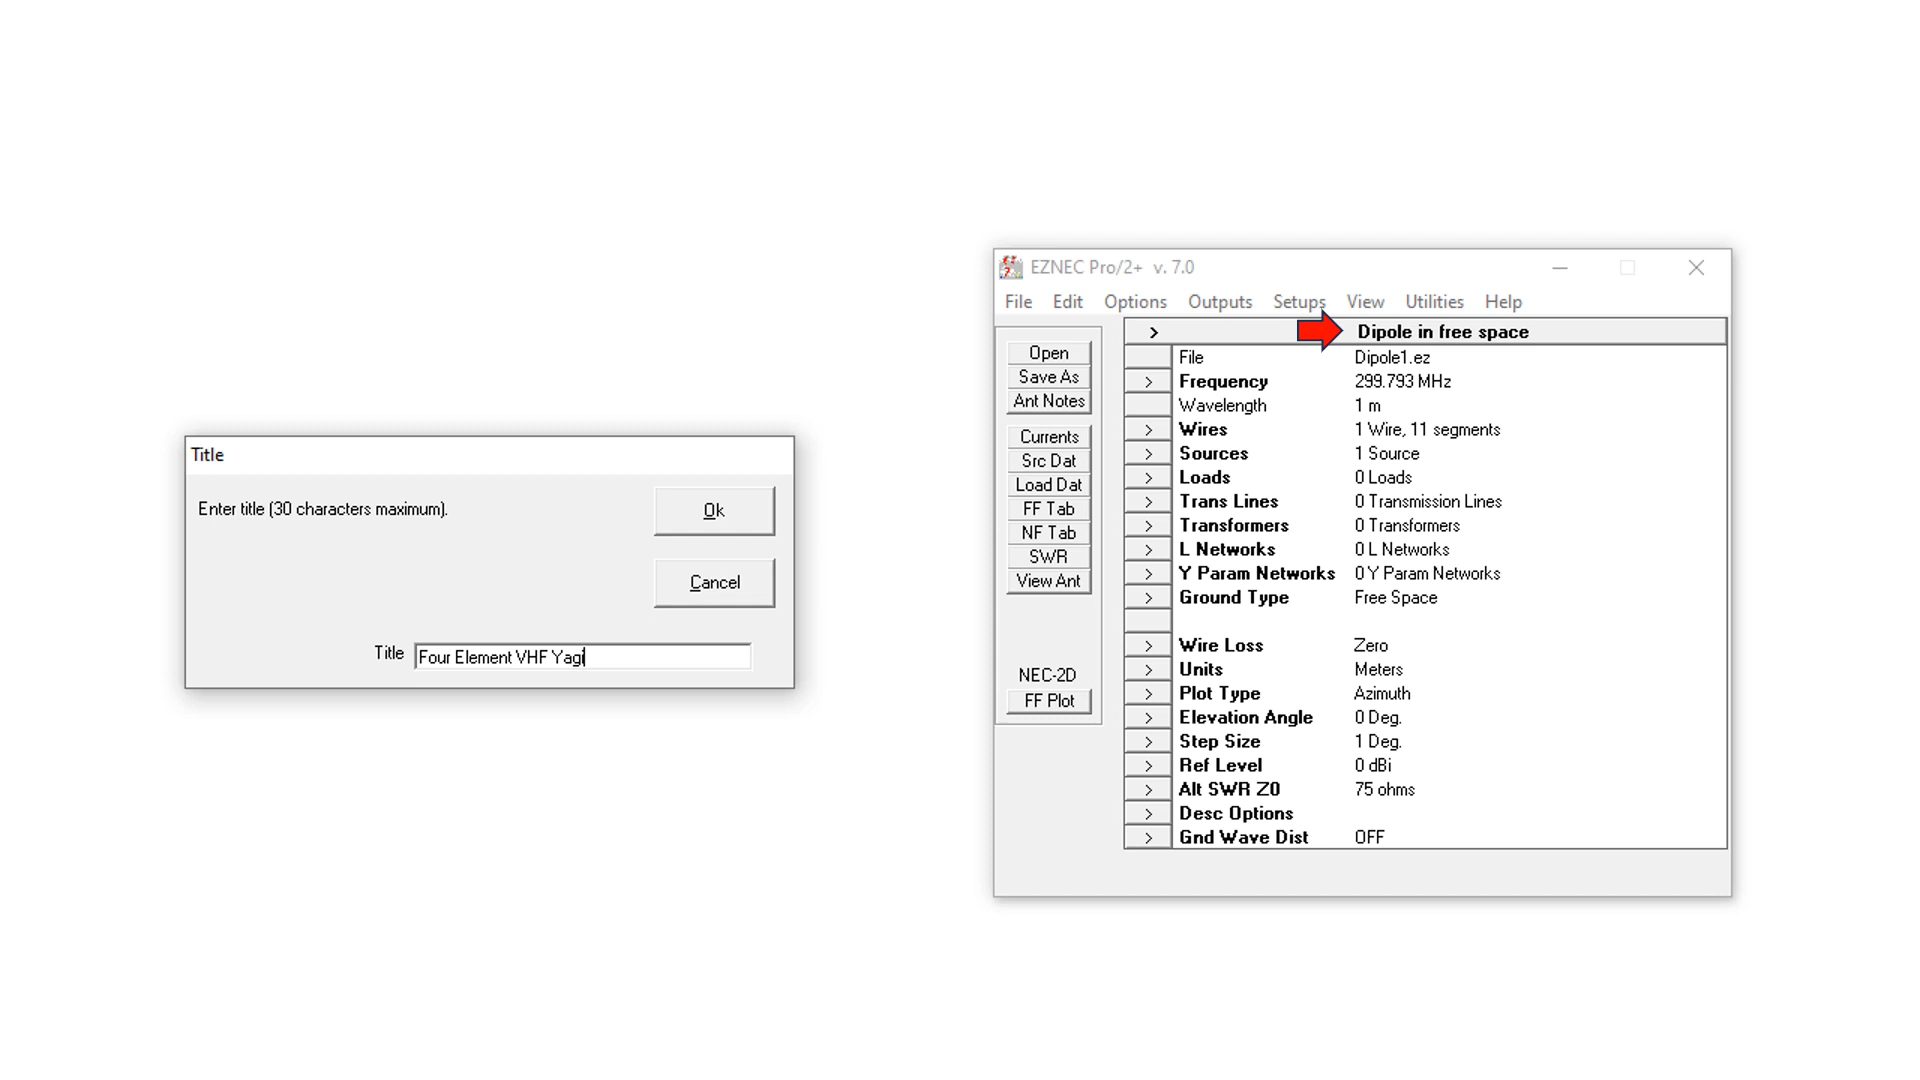 Title
Enter title (30 characters maximum).
Ok
Cancel
Title Four Element VHF Yagi
EZNEC Pro/2+ v. 7.0
File Edit Options Outputs Setups View Utilities Help
Open
Save As
Ant Notes
Currents
Src Dat
Load Dat
FF Tab
NF Tab
SWR
View Ant
NEC-2D
FF Plot
> Dipole in free space
File Dipole1.ez
> Frequency 299.793 MHz
Wavelength 1 m
> Wires 1 Wire, 11 segments
> Sources 1 Source
> Loads 0 Loads
> Trans Lines 0 Transmission Lines
> Transformers 0 Transformers
> L Networks 0 L Networks
> Y Param Networks 0 Y Param Networks
> Ground Type Free Space
> Wire Loss Zero
> Units Meters
> Plot Type Azimuth
> Elevation Angle 0 Deg.
> Step Size 1 Deg.
> Ref Level 0 dBi
> Alt SWR Z0 75 ohms
> Desc Options
> Gnd Wave Dist OFF